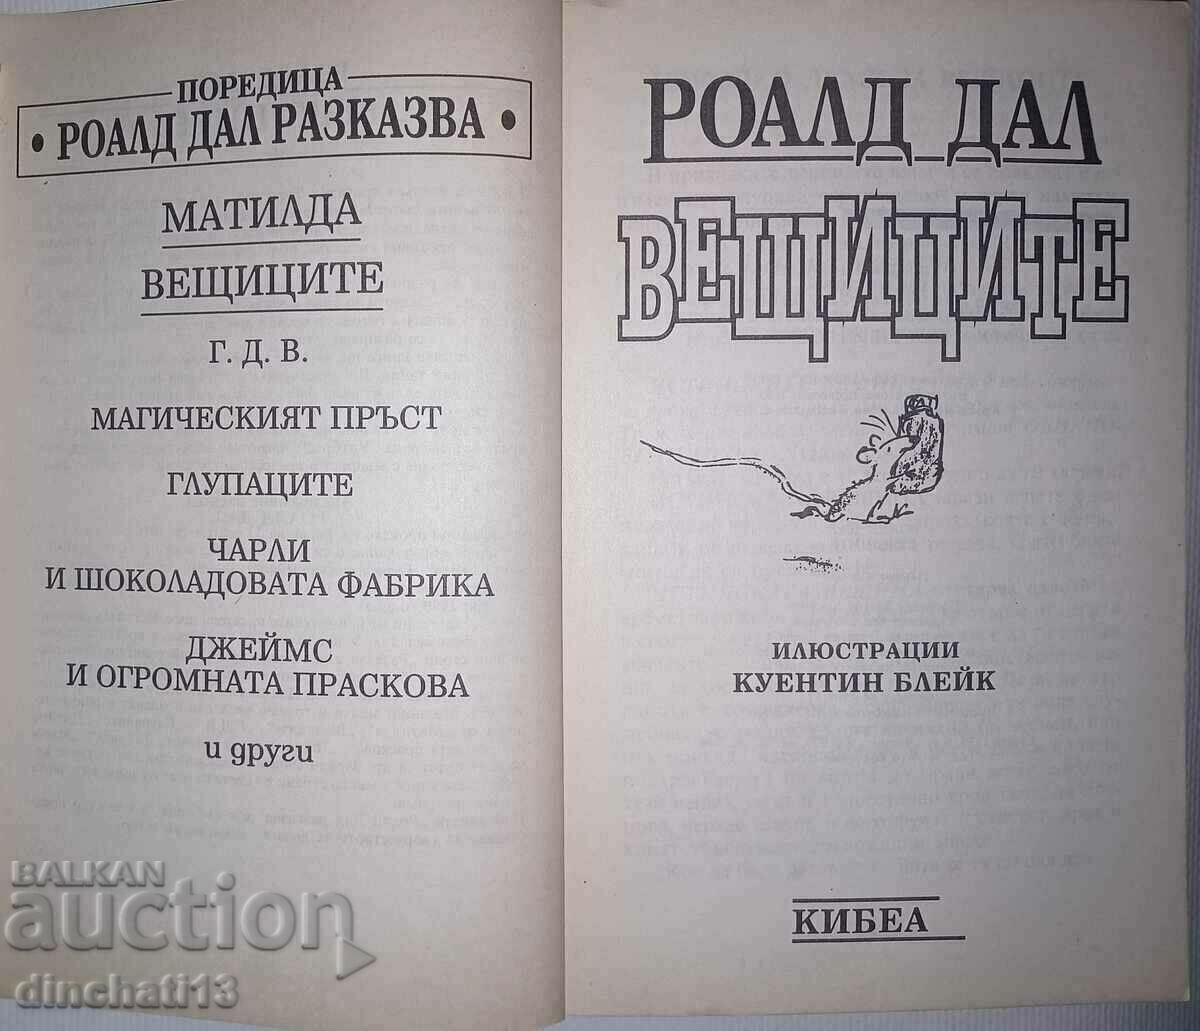 ПОРЕДИЦА
• РОАЛД ДАЛ РАЗКАЗВА •
МАТИЛДА
ВЕЩИЦИТЕ
Г. Д. В.
МАГИЧЕСКИЯТ ПРЪСТ
ГЛУПАЦИТЕ
ЧАРЛИ
И ШОКОЛАДОВАТА ФАБРИКА
ДЖЕЙМС
И ОГРОМНАТА ПРАСКОВА
и други
РОАЛД ДАЛ
ВЕЩИЦИТЕ
ИЛЮСТРАЦИИ
КУЕНТИН БЛЕЙК
КИБЕА
BALKAN
auction
dinchati13